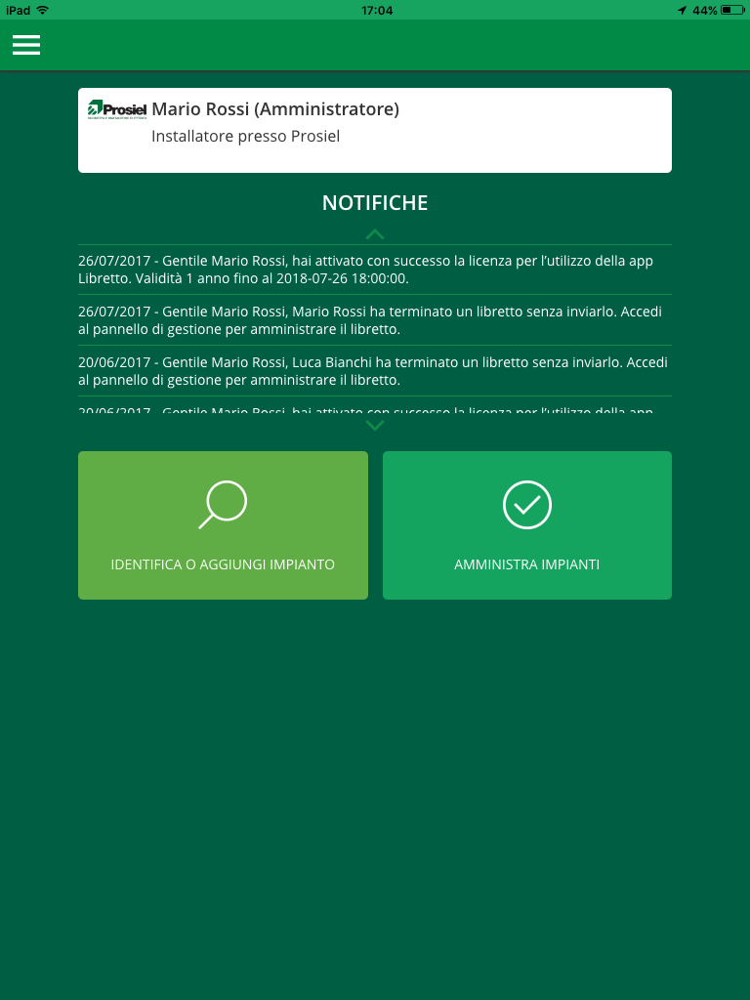 iPad
17:04
44%
Prosiel
Mario Rossi (Amministratore)
Installatore presso Prosiel
NOTIFICHE
26/07/2017 - Gentile Mario Rossi, hai attivato con successo la licenza per l'utilizzo della app
Libretto. Validità 1 anno fino al 2018-07-26 18:00:00.
26/07/2017 - Gentile Mario Rossi, Mario Rossi ha terminato un libretto senza inviarlo. Accedi
al pannello di gestione per amministrare il libretto.
20/06/2017 - Gentile Mario Rossi, Luca Bianchi ha terminato un libretto senza inviarlo. Accedi
al pannello di gestione per amministrare il libretto.
20/06/2017 - Gentile Mario Rossi, hai attivato con successo la licenza per l'utilizzo della app
IDENTIFICA O AGGIUNGI IMPIANTO
AMMINISTRA IMPIANTI